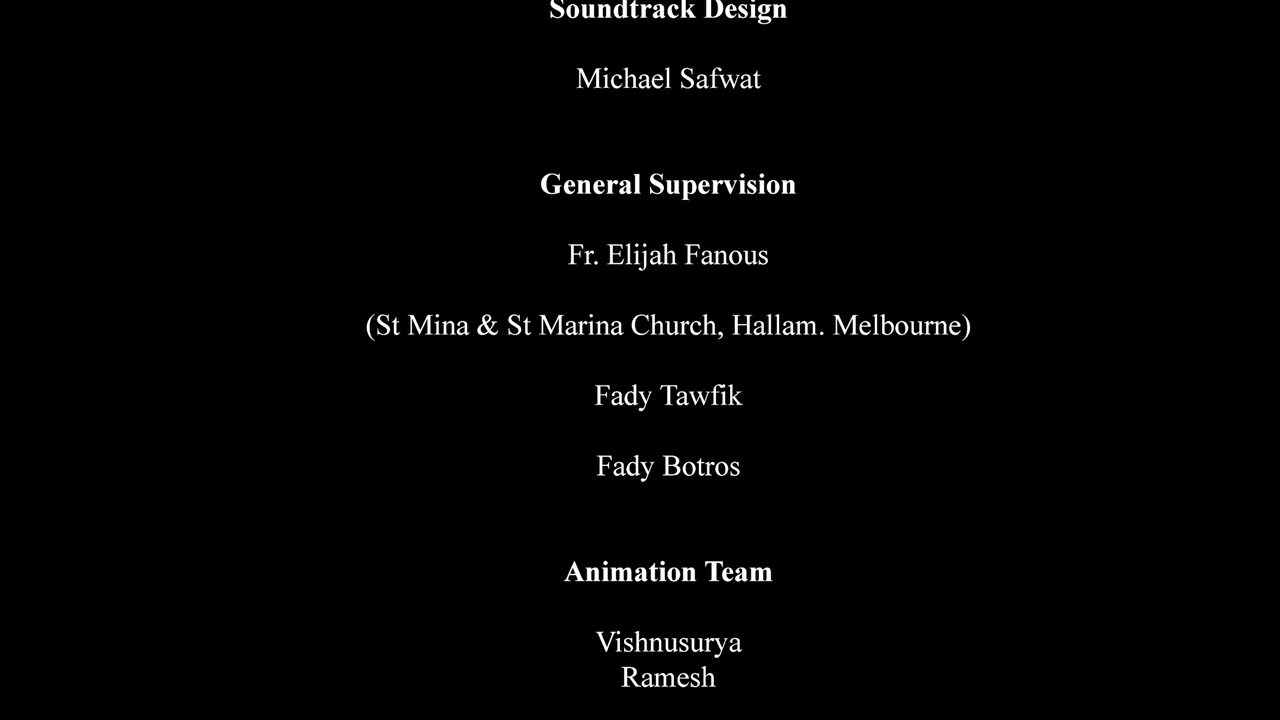 Soundtrack Design
Michael Safwat
General Supervision
Fr. Elijah Fanous
(St Mina & St Marina Church, Hallam. Melbourne)
Fady Tawfik
Fady Botros
Animation Team
Vishnusurya
Ramesh